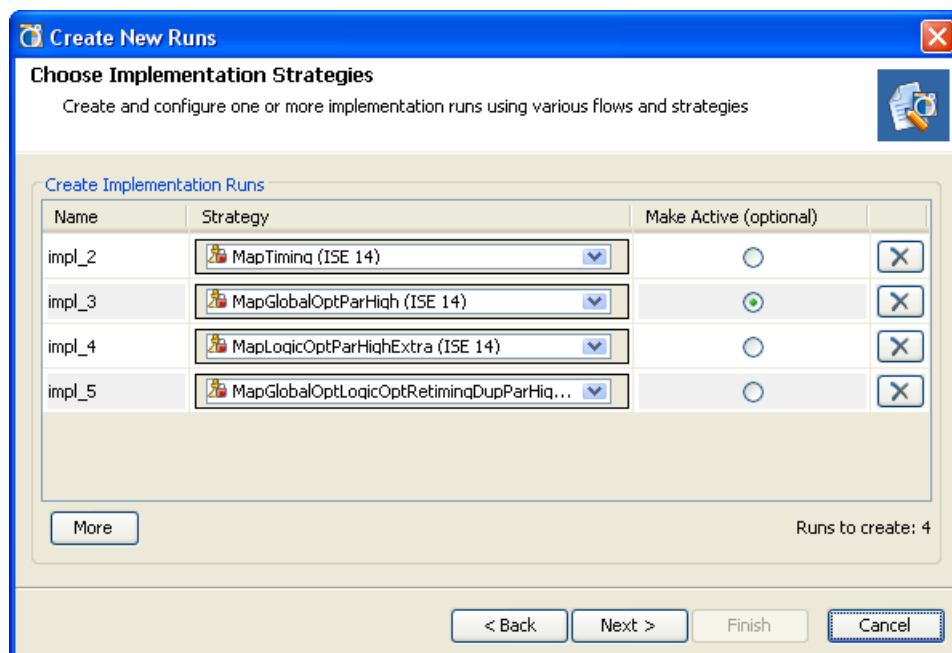 Create New Runs
Choose Implementation Strategies
Create and configure one or more implementation runs using various flows and strategies
Create Implementation Runs
Name Strategy Make Active (optional)
impl_2 MapTiming (ISE 14)
impl_3 MapGlobalOptParHigh (ISE 14)
impl_4 MapLogicOptParHighExtra (ISE 14)
impl_5 MapGlobalOptLogicOptRetimingDupParHig...
More Runs to create: 4
< Back Next > Finish Cancel